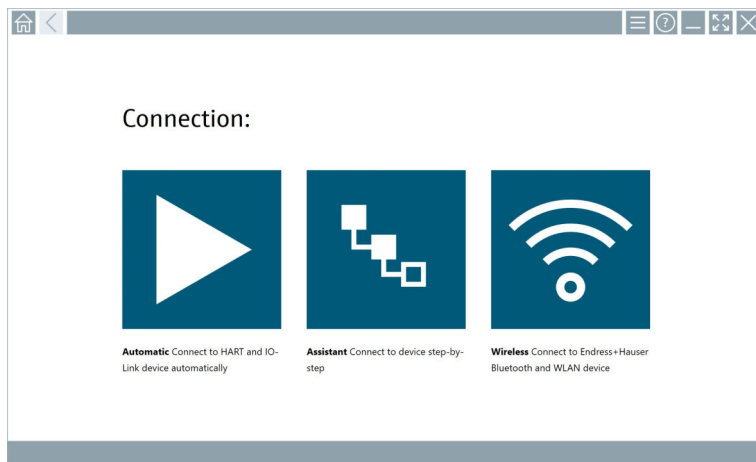 Connection:
Automatic Connect to HART and IO-
Link device automatically
Assistant Connect to device step-by-
step
Wireless Connect to Endress+Hauser
Bluetooth and WLAN device